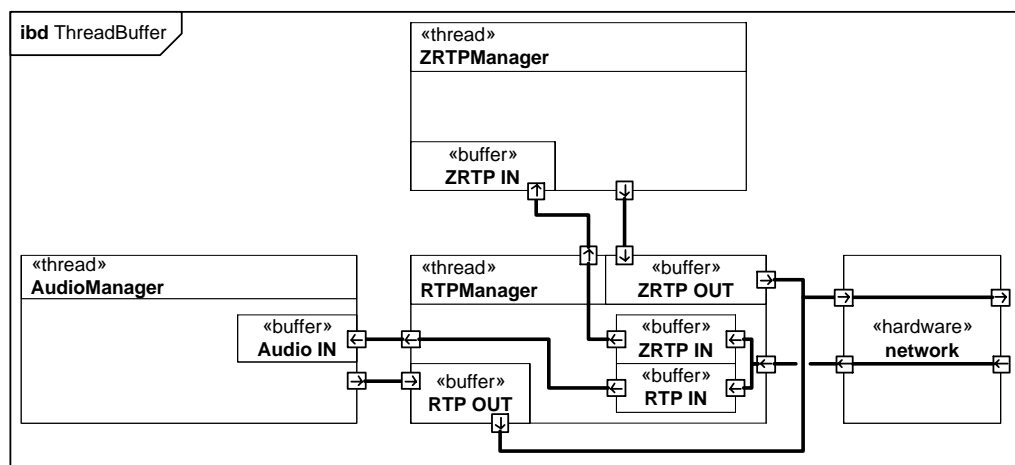 ibd ThreadBuffer
«thread»
ZRTPManager
«buffer»
ZRTP IN
«thread»
AudioManager
«buffer»
Audio IN
«thread»
RTPManager
«buffer»
ZRTP OUT
«buffer»
ZRTP IN
«buffer»
RTP IN
«buffer»
RTP OUT
«hardware»
network